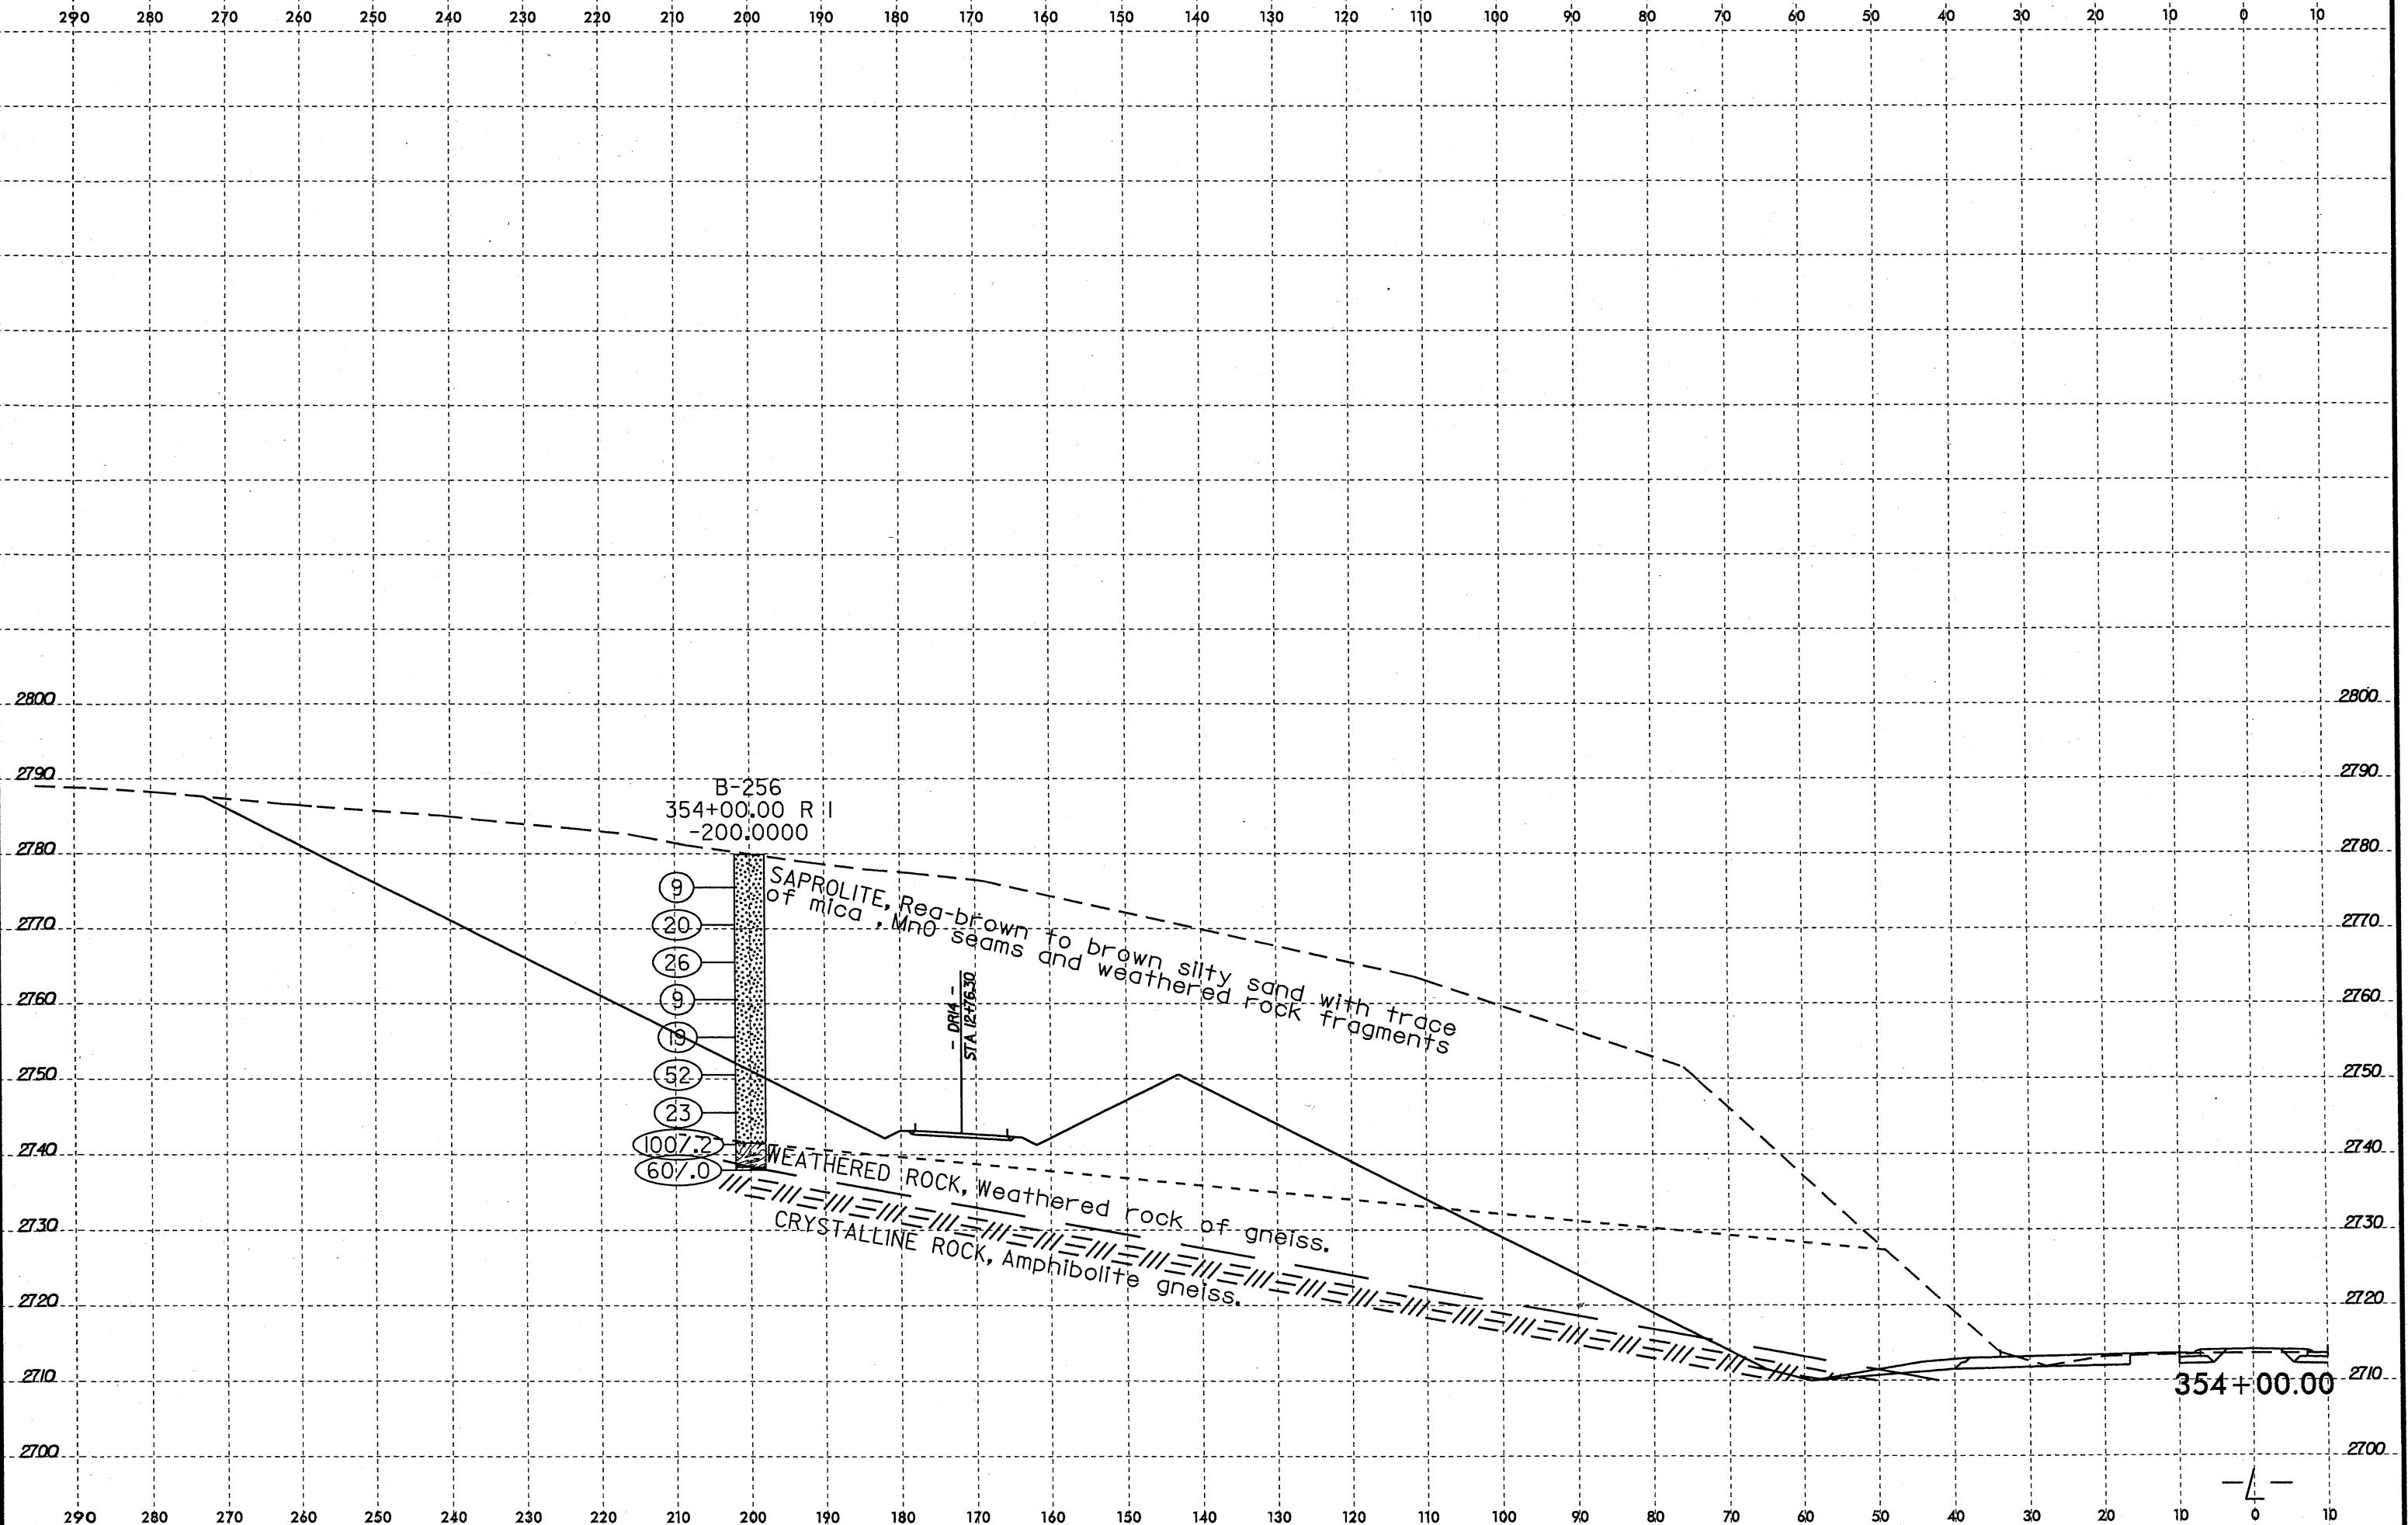 290 280 270 260 250 240 230 220 210 200 190 180 170 160 150 140 130 120 110 100 90 80 70 60 50 40 30 20 10 0 10
2800 2800
2790 2790
B-256
354+00.00 R I
-200.0000
2780 2780
9
SAPROLITE, Rea-brown to brown silty sand with trace
of mica , MnO seams and weathered rock fragments
2770 2770
20
26
2760 2760
9
19
- DR14 -
STA. 12+76.30
2750 2750
52
23
2740 2740
100/.2
60/.0
WEATHERED ROCK, Weathered rock of gneiss.
2730 2730
CRYSTALLINE ROCK, Amphibolite gneiss.
2720 2720
2710 2710
354+00.00
2700 2700
-L-
290 280 270 260 250 240 230 220 210 200 190 180 170 160 150 140 130 120 110 100 90 80 70 60 50 40 30 20 10 0 10